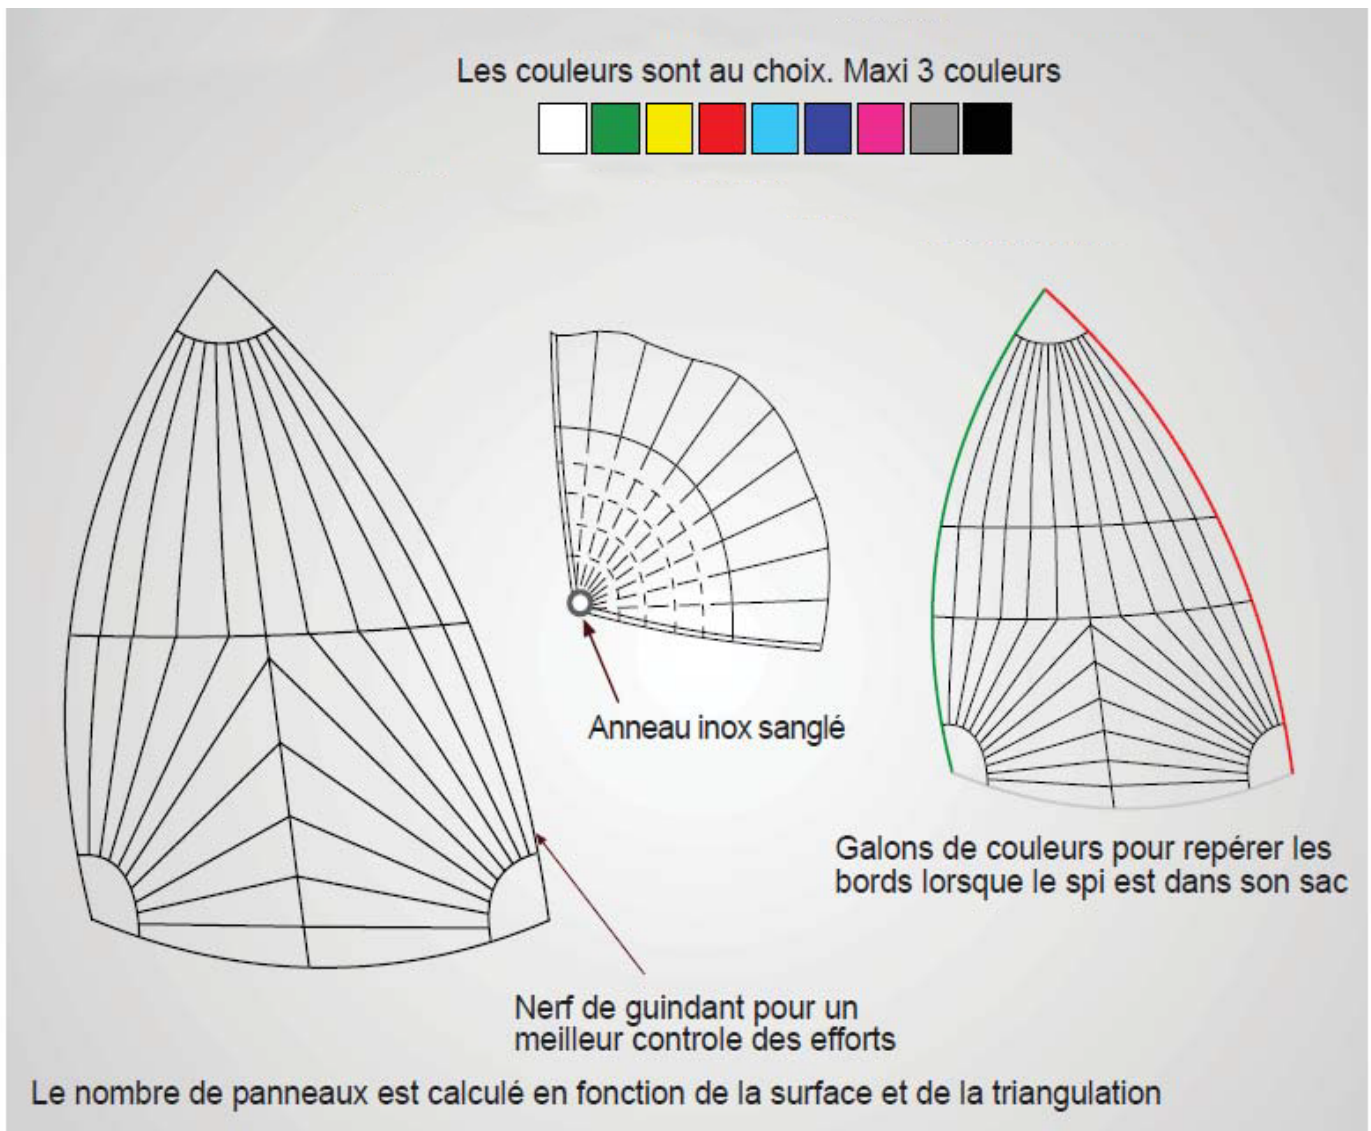 Les couleurs sont au choix. Maxi 3 couleurs
Anneau inox sanglé
Galons de couleurs pour repérer les
bords lorsque le spi est dans son sac
Nerf de guindant pour un
meilleur controle des efforts
Le nombre de panneaux est calculé en fonction de la surface et de la triangulation